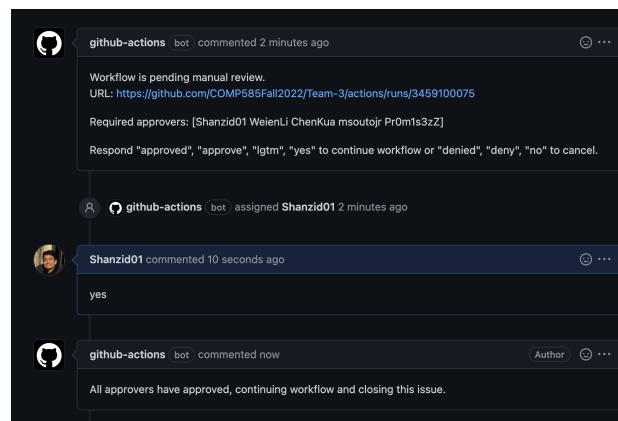 github-actions bot commented 2 minutes ago
Workflow is pending manual review.
URL: https://github.com/COMP585Fall2022/Team-3/actions/runs/3459100075
Required approvers: [Shanzid01 WeienLi ChenKua msoutojr Pr0m1s3zZ]
Respond "approved", "approve", "lgtm", "yes" to continue workflow or "denied", "deny", "no" to cancel.
github-actions bot assigned Shanzid01 2 minutes ago
Shanzid01 commented 10 seconds ago
yes
github-actions bot commented now Author
All approvers have approved, continuing workflow and closing this issue.